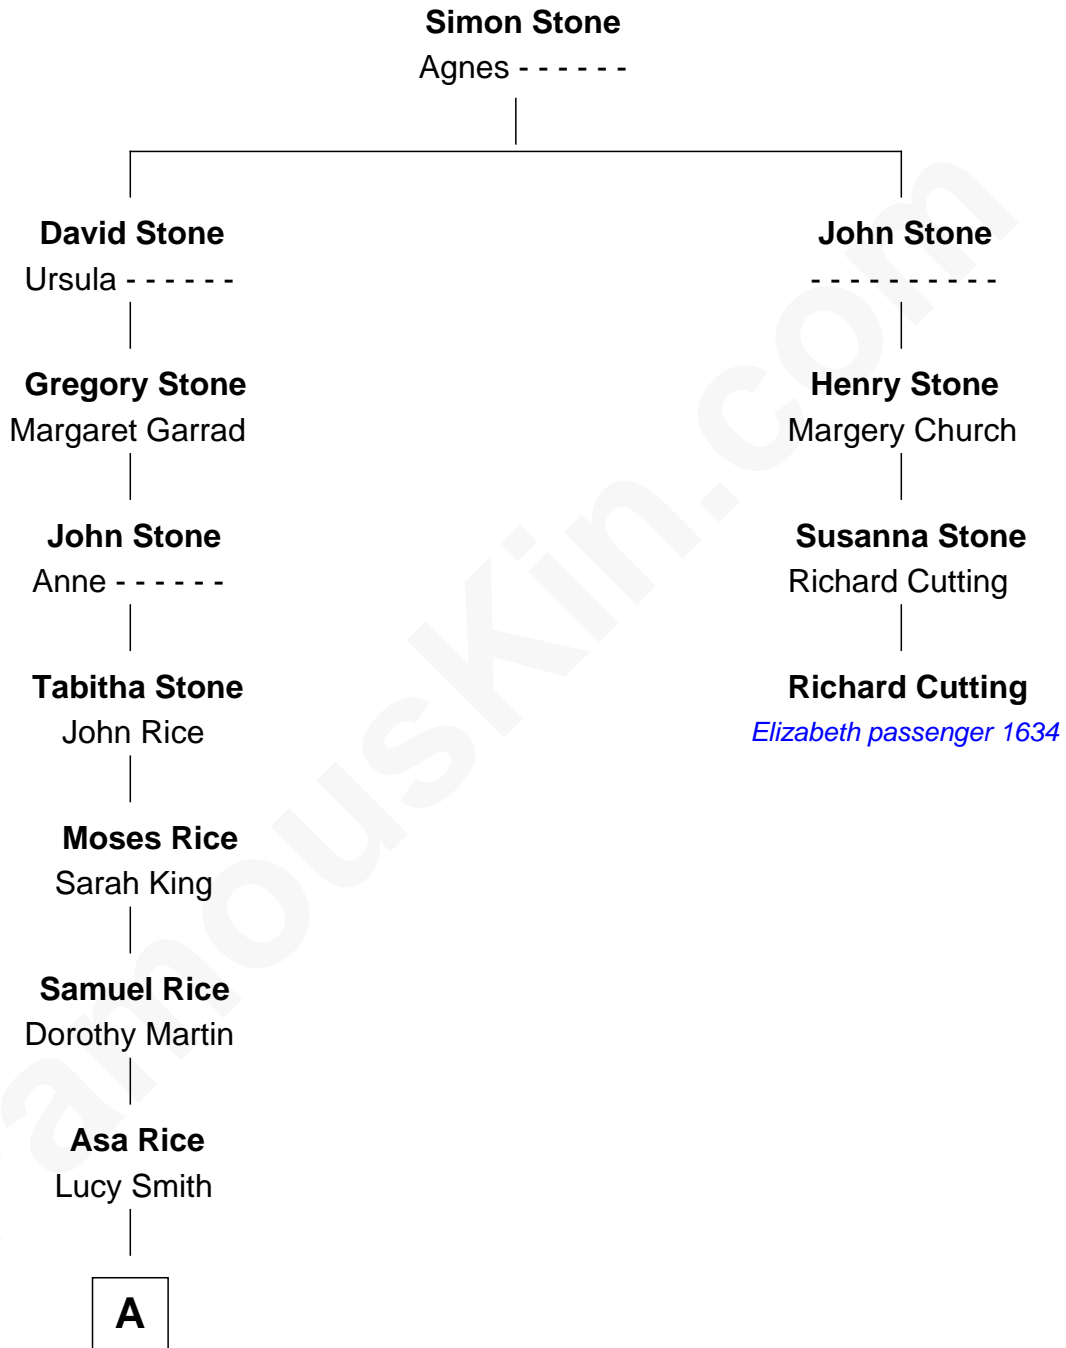 Simon Stone
Agnes - - - - - -
David Stone
Ursula - - - - - -
John Stone
- - - - - - - - - -
Gregory Stone
Margaret Garrad
Henry Stone
Margery Church
John Stone
Anne - - - - - -
Susanna Stone
Richard Cutting
Tabitha Stone
John Rice
Richard Cutting
Elizabeth passenger 1634
Moses Rice
Sarah King
Samuel Rice
Dorothy Martin
Asa Rice
Lucy Smith
A
amouskin.com